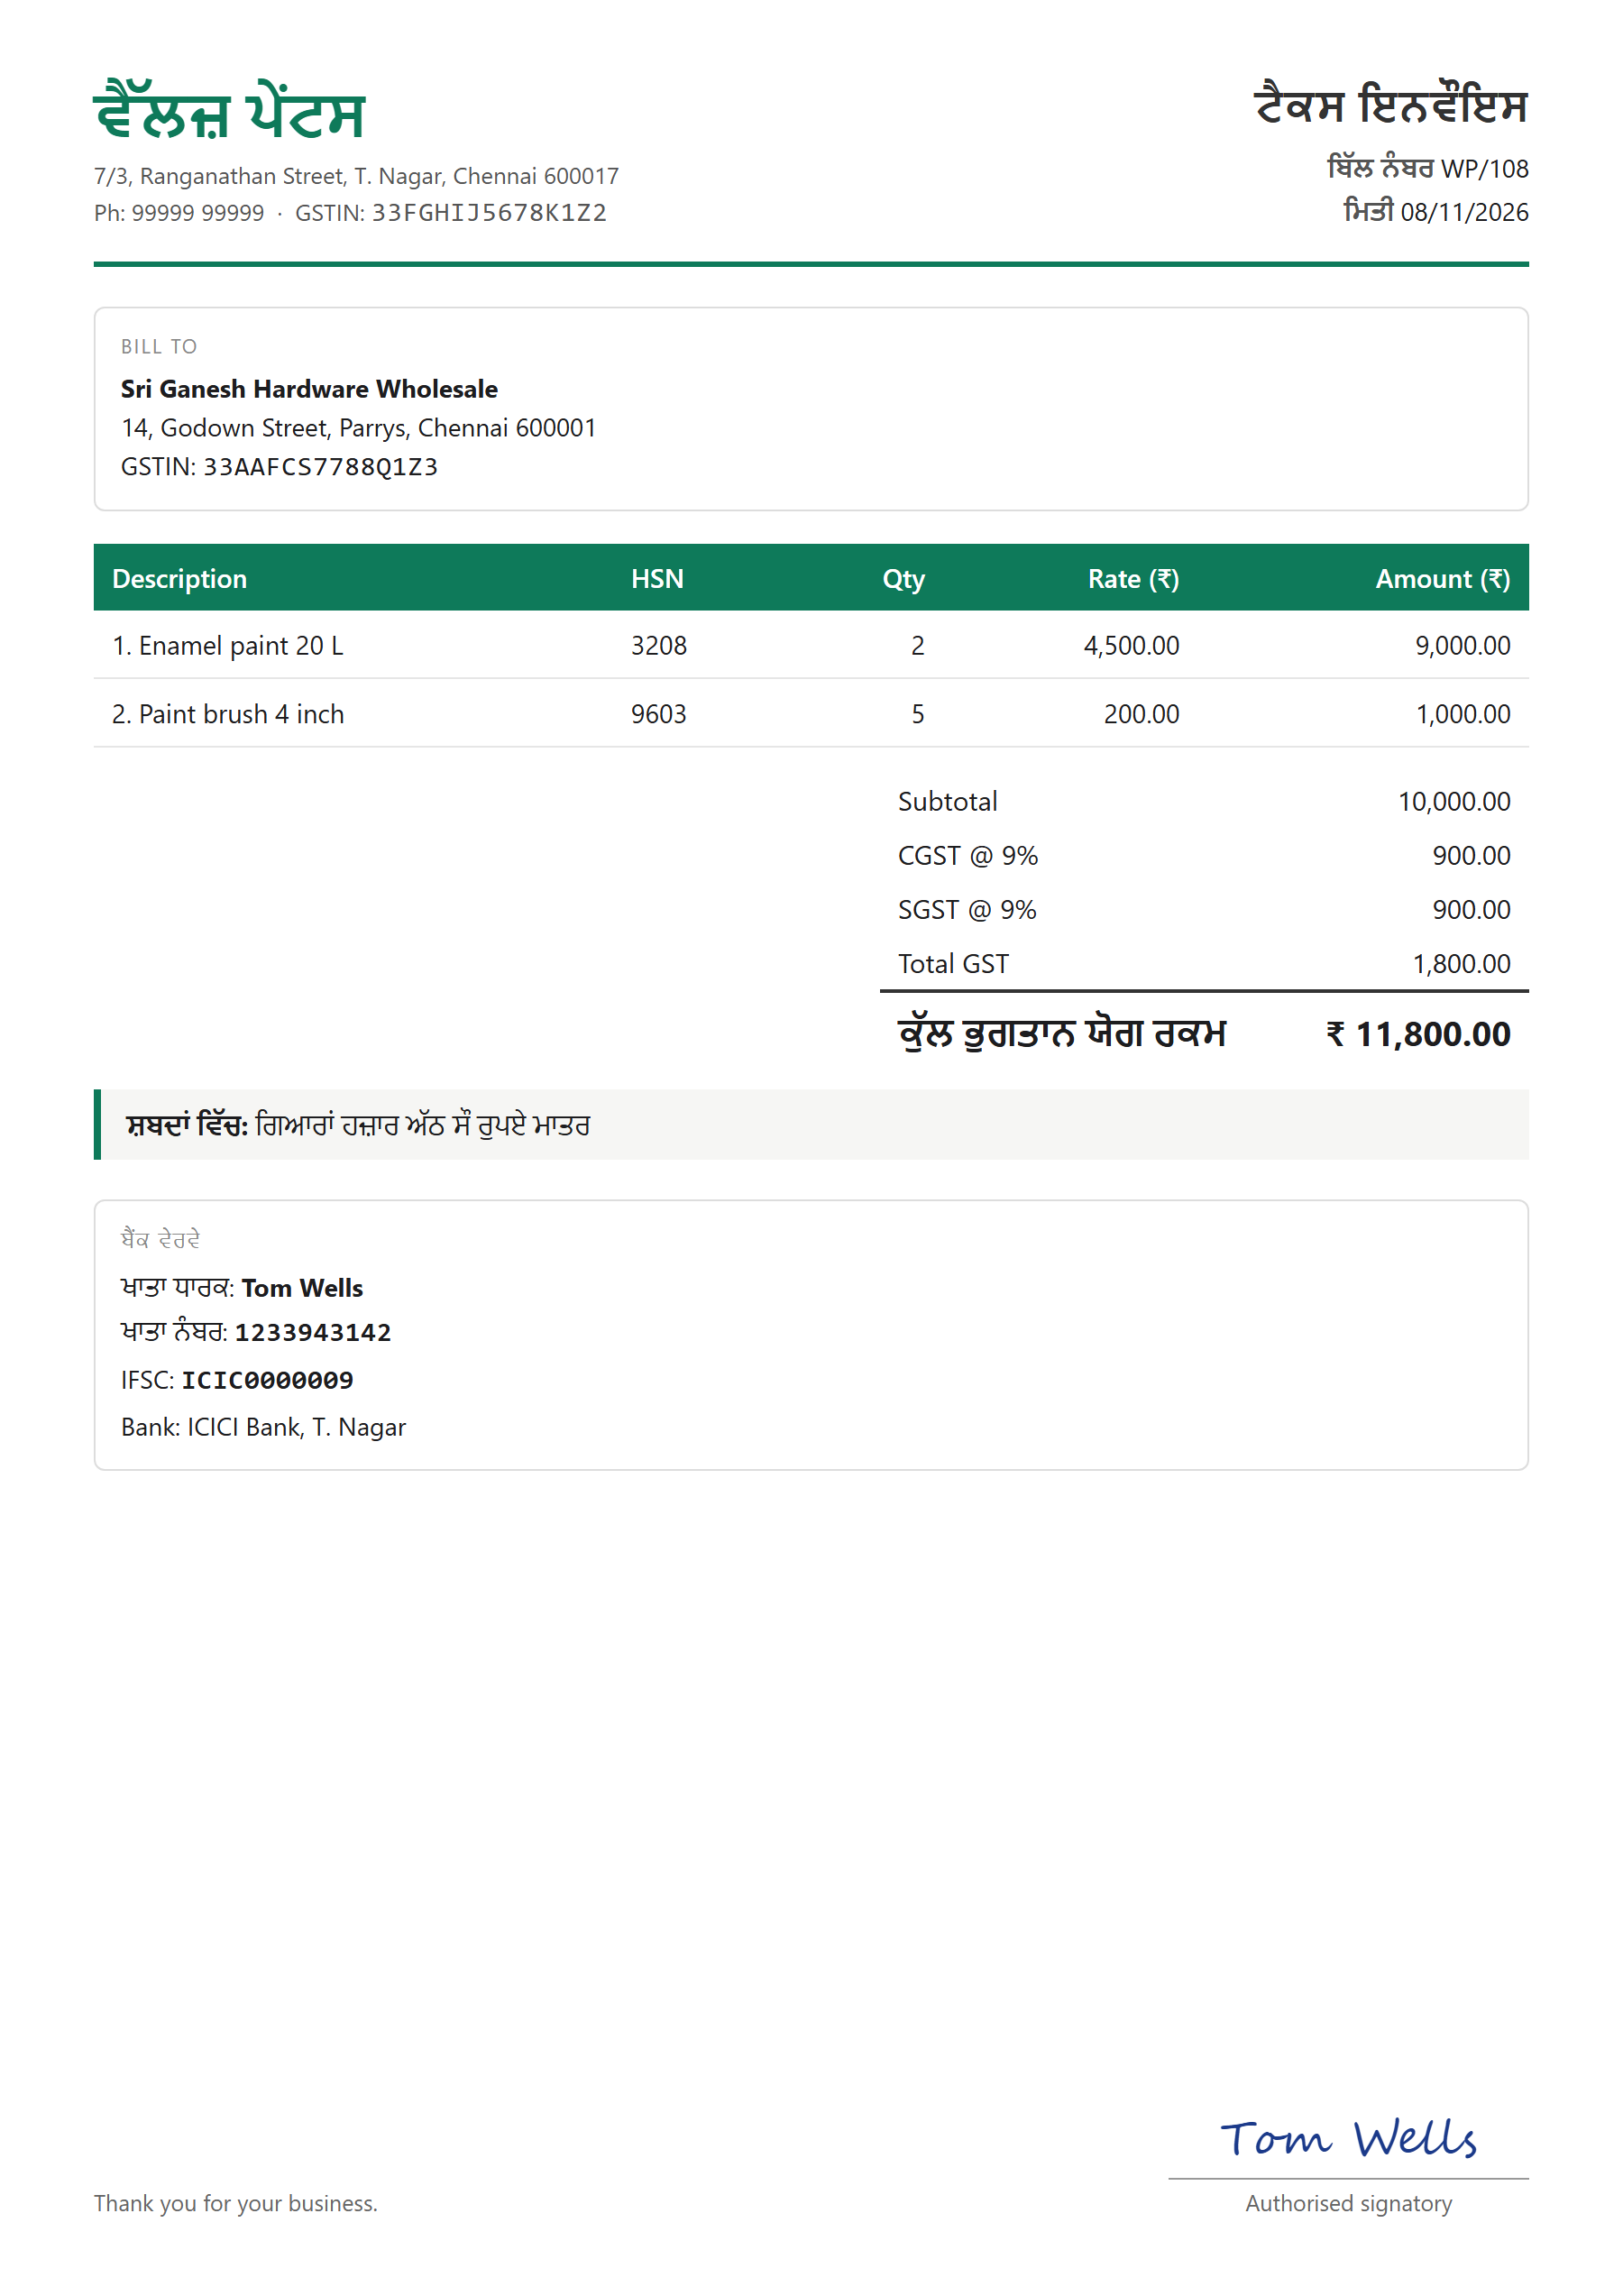 ਵੈੱਲਜ਼ ਪੇਂਟਸ
7/3, Ranganathan Street, T. Nagar, Chennai 600017
Ph: 99999 99999 · GSTIN: 33FGHIJ5678K1Z2
ਟੈਕਸ ਇਨਵੌਇਸ
ਬਿੱਲ ਨੰਬਰ WP/108
ਮਿਤੀ 08/11/2026
BILL TO
Sri Ganesh Hardware Wholesale
14, Godown Street, Parrys, Chennai 600001
GSTIN: 33AAFCS7788Q1Z3
Description HSN Qty Rate (₹) Amount (₹)
1. Enamel paint 20 L 3208 2 4,500.00 9,000.00
2. Paint brush 4 inch 9603 5 200.00 1,000.00
Subtotal 10,000.00
CGST @ 9% 900.00
SGST @ 9% 900.00
Total GST 1,800.00
ਕੁੱਲ ਭੁਗਤਾਨ ਯੋਗ ਰਕਮ ₹ 11,800.00
ਸ਼ਬਦਾਂ ਵਿੱਚ: ਗਿਆਰਾਂ ਹਜ਼ਾਰ ਅੱਠ ਸੌ ਰੁਪਏ ਮਾਤਰ
ਬੈਂਕ ਵੇਰਵੇ
ਖਾਤਾ ਧਾਰਕ: Tom Wells
ਖਾਤਾ ਨੰਬਰ: 1233943142
IFSC: ICIC0000009
Bank: ICICI Bank, T. Nagar
Tom Wells
Thank you for your business.
Authorised signatory